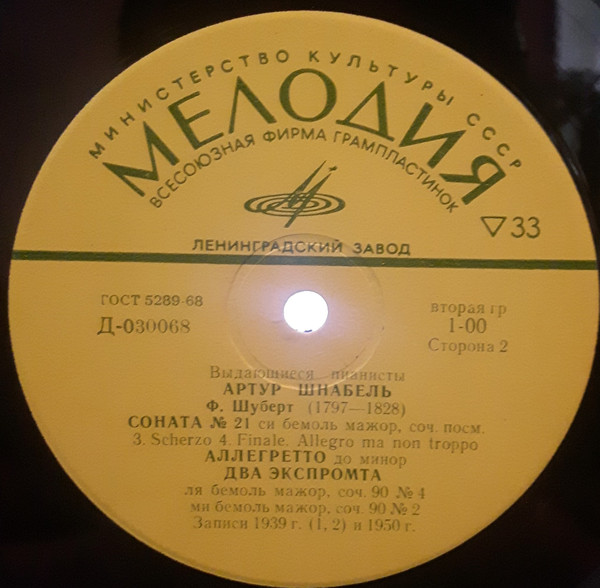 МИНИСТЕРСТВО КУЛЬТУРЫ СССР
МЕЛОДИЯ
ВСЕСОЮЗНАЯ ФИРМА ГРАМПЛАСТИНОК
▽33
ЛЕНИНГРАДСКИЙ ЗАВОД
ГОСТ 5289-68
Д-030068
вторая гр
1-00
Сторона 2
Выдающиеся пианисты
АРТУР ШНАБЕЛЬ
Ф. Шуберт (1797—1828)
СОНАТА № 21 си бемоль мажор, соч. посм.
3. Scherzo 4. Finale. Allegro ma non troppo
АЛЛЕГРЕТТО до минор
ДВА ЭКСПРОМТА
ля бемоль мажор, соч. 90 № 4
ми бемоль мажор, соч. 90 № 2
Записи 1939 г. (1, 2) и 1950 г.